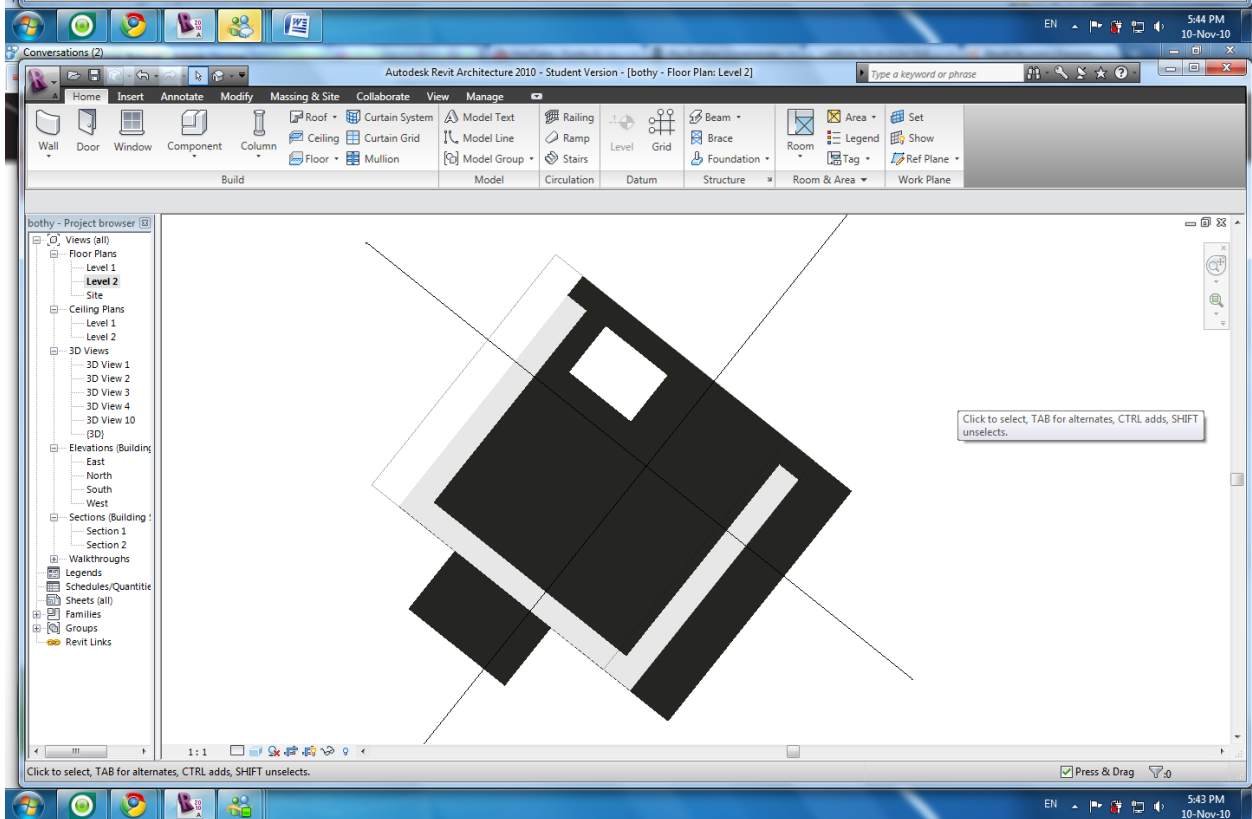 EN
5:44 PM
10-Nov-10
Conversations (2)
Autodesk Revit Architecture 2010 - Student Version - [bothy - Floor Plan: Level 2]
Type a keyword or phrase
Home Insert Annotate Modify Massing & Site Collaborate View Manage
Wall Door Window Component Column
Roof Curtain System
Ceiling Curtain Grid
Floor Mullion
Model Text
Model Line
Model Group
Railing
Ramp
Stairs
Level Grid
Beam
Brace
Foundation
Room
Area
Legend
Tag
Set
Show
Ref Plane
Build Model Circulation Datum Structure Room & Area Work Plane
bothy - Project browser
Views (all)
Floor Plans
Level 1
Level 2
Site
Ceiling Plans
Level 1
Level 2
3D Views
3D View 1
3D View 2
3D View 3
3D View 4
3D View 10
{3D}
Elevations (Building
East
North
South
West
Sections (Building S
Section 1
Section 2
Walkthroughs
Legends
Schedules/Quantitie
Sheets (all)
Families
Groups
Revit Links
Click to select, TAB for alternates, CTRL adds, SHIFT
unselects.
1 : 1
Click to select, TAB for alternates, CTRL adds, SHIFT unselects.
Press & Drag
:0
EN
5:43 PM
10-Nov-10